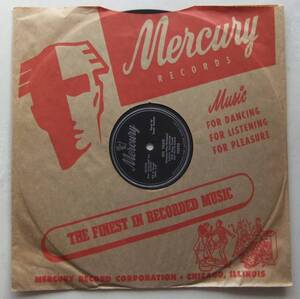 Mercury
RECORDS
Music
FOR DANCING
FOR LISTENING
FOR PLEASURE
Mercury
THE FINEST IN RECORDED MUSIC
MERCURY RECORD CORPORATION • CHICAGO, ILLINOIS